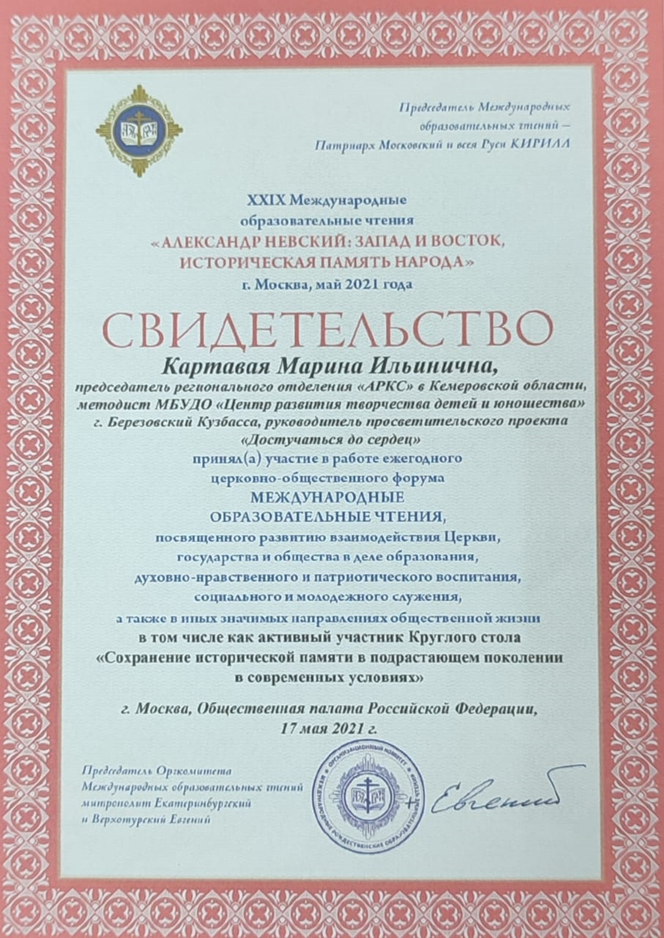 Председатель Международных
образовательных чтений –
Патриарх Московский и всея Руси КИРИЛЛ
XXIX Международные
образовательные чтения
«АЛЕКСАНДР НЕВСКИЙ: ЗАПАД И ВОСТОК,
ИСТОРИЧЕСКАЯ ПАМЯТЬ НАРОДА»
г. Москва, май 2021 года
СВИДЕТЕЛЬСТВО
Картавая Марина Ильинична,
председатель регионального отделения «АРКС» в Кемеровской области,
методист МБУДО «Центр развития творчества детей и юношества»
г. Березовский Кузбасса, руководитель просветительского проекта
«Достучаться до сердец»
принял(а) участие в работе ежегодного
церковно-общественного форума
МЕЖДУНАРОДНЫЕ
ОБРАЗОВАТЕЛЬНЫЕ ЧТЕНИЯ,
посвященного развитию взаимодействия Церкви,
государства и общества в деле образования,
духовно-нравственного и патриотического воспитания,
социального и молодежного служения,
а также в иных значимых направлениях общественной жизни
в том числе как активный участник Круглого стола
«Сохранение исторической памяти в подрастающем поколении
в современных условиях»
г. Москва, Общественная палата Российской Федерации,
17 мая 2021 г.
Председатель Оргкомитета
Международных образовательных чтений
митрополит Екатеринбургский
и Верхотурский Евгений
ОРГАНИЗАЦИОННЫЙ КОМИТЕТ
Евгений